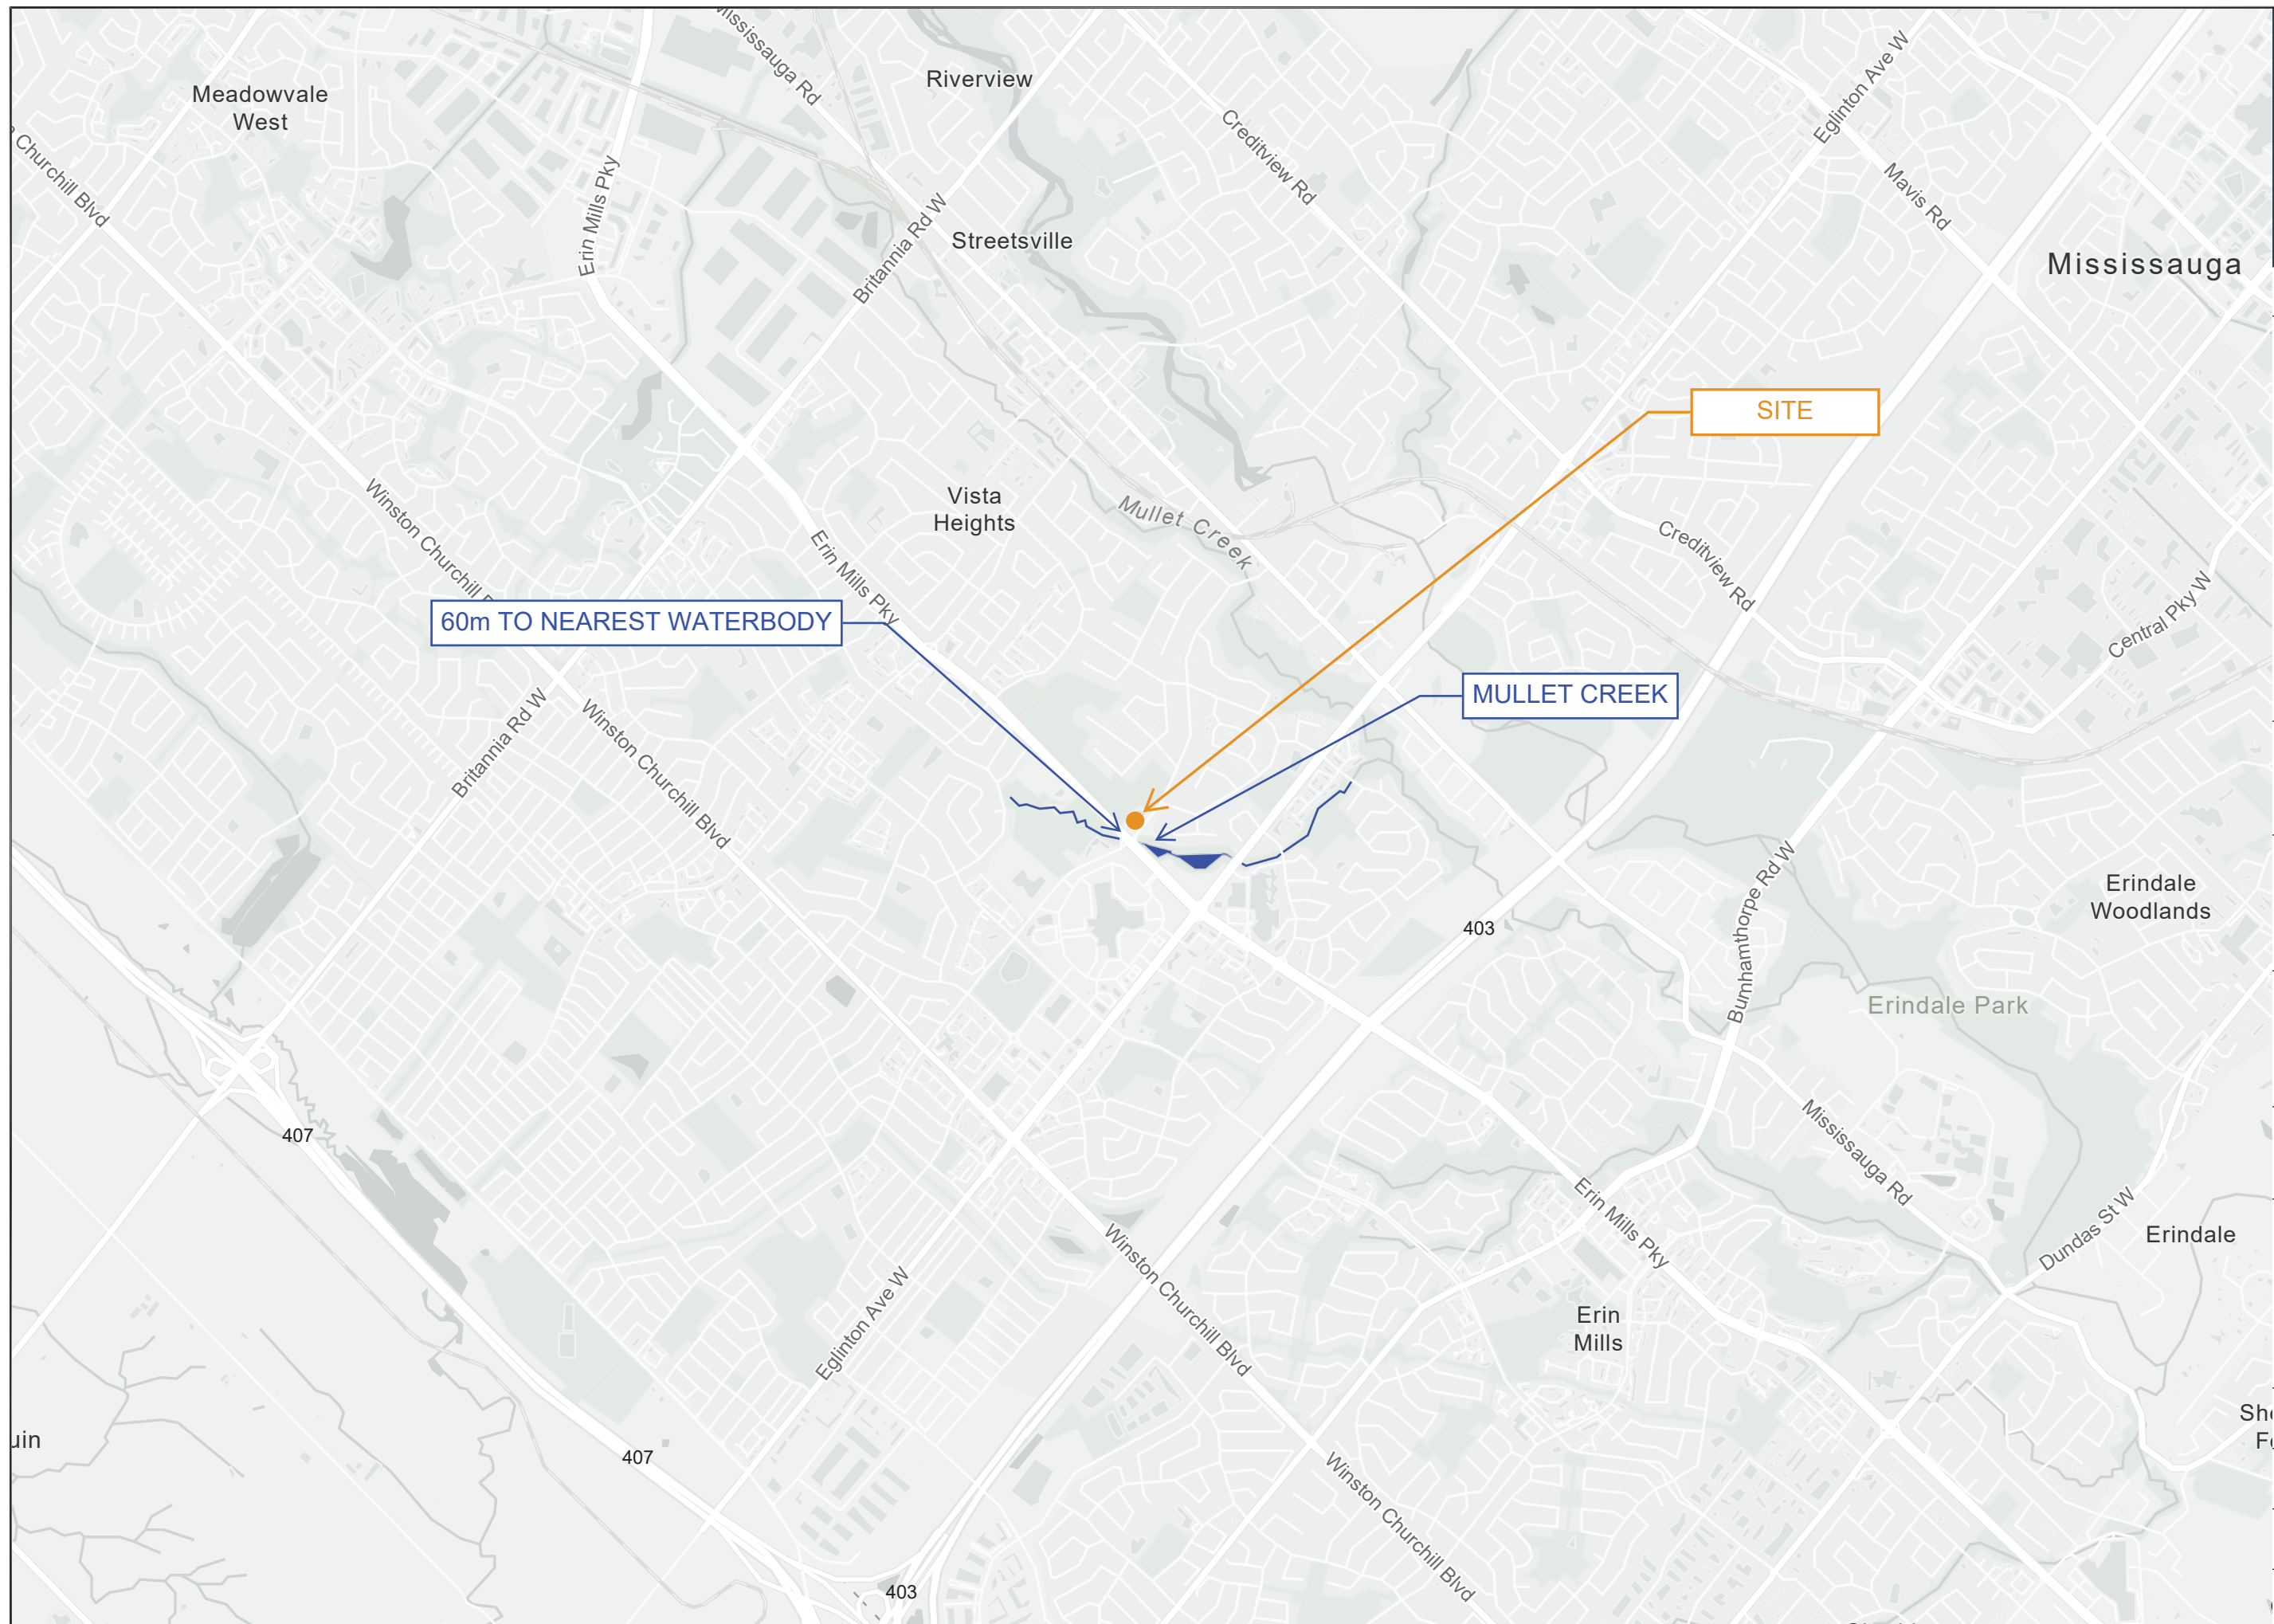 Mississauga Rd
Riverview
Meadowvale
West
Churchill Blvd
Erin Mills Pky
Britannia Rd W
Streetsville
Creditview Rd
Eglinton Ave W
Mavis Rd
Mississauga
SITE
Winston Churchill
Vista
Heights
Mullet Creek
Erin Mills Pky
Creditview Rd
Central Pky W
60m TO NEAREST WATERBODY
MULLET CREEK
Britannia Rd W
Winston Churchill Blvd
403
Bumhamthorpe Rd W
Erindale
Woodlands
Erindale Park
407
Mississauga Rd
Erin Mills Pky
Dundas St W
Erindale
Eglinton Ave W
Winston Churchill Blvd
Erin
Mills
uin
407
Winston Churchill Blvd
403